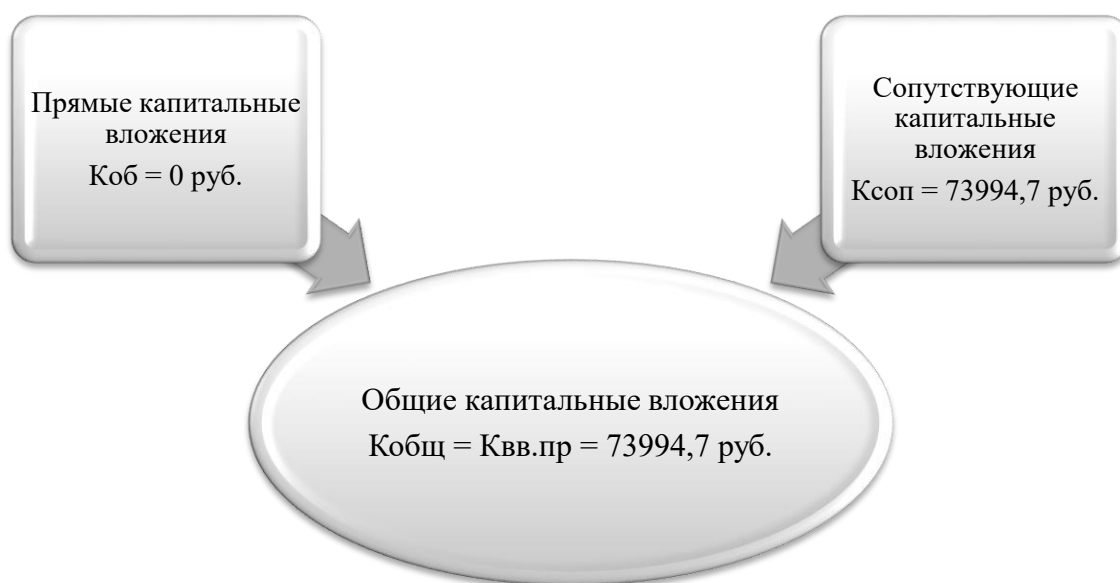 Прямые капитальные
вложения
Коб = 0 руб.
Сопутствующие
капитальные
вложения
Ксоп = 73994,7 руб.
Общие капитальные вложения
Кобщ = Квв.пр = 73994,7 руб.